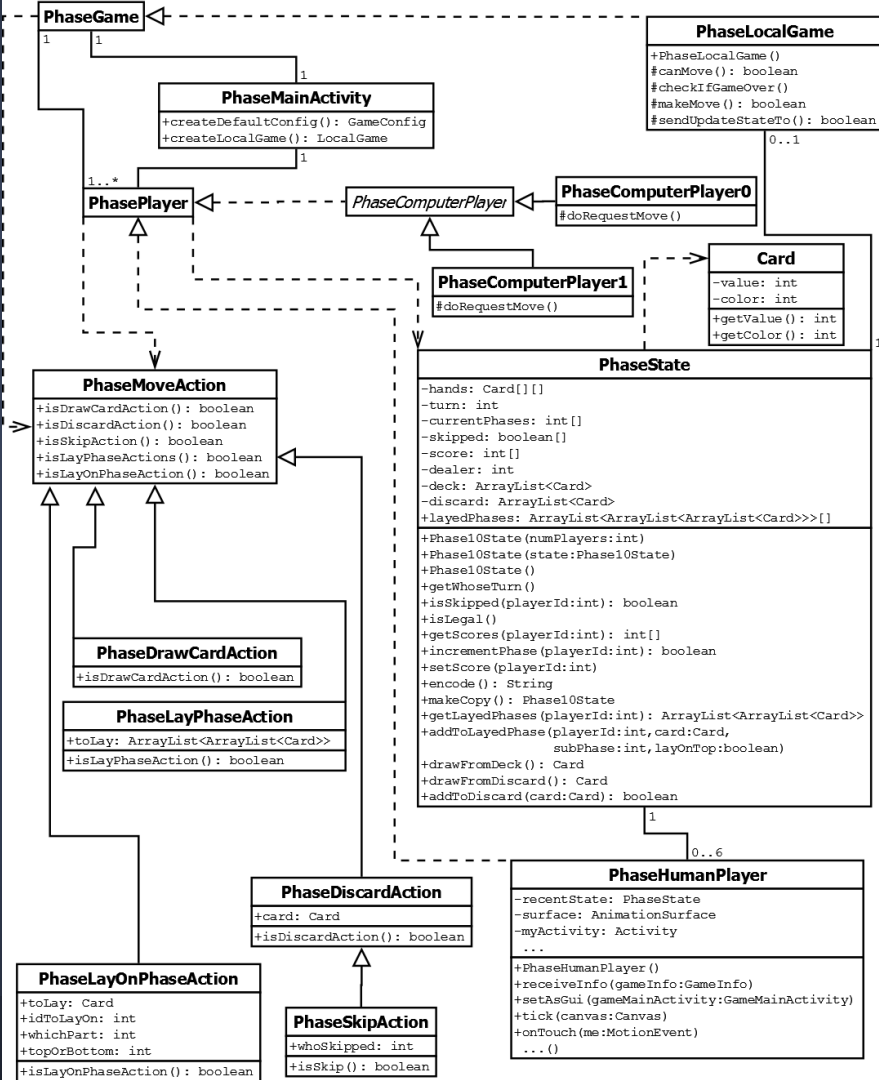 PhaseGame
1
1
PhaseLocalGame
+PhaseLocalGame()
#canMove(): boolean
#checkIfGameOver()
#makeMove(): boolean
#sendUpdateStateTo(): boolean
0..1
1
PhaseMainActivity
+createDefaultConfig(): GameConfig
+createLocalGame(): LocalGame
1
1..*
PhasePlayer
PhaseComputerPlayer
PhaseComputerPlayer0
#doRequestMove()
PhaseComputerPlayer1
#doRequestMove()
Card
-value: int
-color: int
+getValue(): int
+getColor(): int
1
PhaseState
-hands: Card[][]
-turn: int
-currentPhases: int[]
-skipped: boolean[]
-score: int[]
-dealer: int
-deck: ArrayList<Card>
-discard: ArrayList<Card>
+layedPhases: ArrayList<ArrayList<ArrayList<Card>>>[]
+Phase10State(numPlayers:int)
+Phase10State(state:Phase10State)
+Phase10State()
+getWhoseTurn()
+isSkipped(playerId:int): boolean
+isLegal()
+getScores(playerId:int): int[]
+incrementPhase(playerId:int): boolean
+setScore(playerId:int)
+encode(): String
+makeCopy(): Phase10State
+getLayedPhases(playerId:int): ArrayList<ArrayList<Card>>
+addToLayedPhase(playerId:int,card:Card,
subPhase:int,layOnTop:boolean)
+drawFromDeck(): Card
+drawFromDiscard(): Card
+addToDiscard(card:Card): boolean
1
0..6
PhaseMoveAction
+isDrawCardAction(): boolean
+isDiscardAction(): boolean
+isSkipAction(): boolean
+isLayPhaseActions(): boolean
+isLayOnPhaseAction(): boolean
PhaseDrawCardAction
+isDrawCardAction(): boolean
PhaseLayPhaseAction
+toLay: ArrayList<ArrayList<Card>>
+isLayPhaseAction(): boolean
PhaseDiscardAction
+card: Card
+isDiscardAction(): boolean
PhaseHumanPlayer
-recentState: PhaseState
-surface: AnimationSurface
-myActivity: Activity
...
+PhaseHumanPlayer()
+receiveInfo(gameInfo:GameInfo)
+setAsGui(gameMainActivity:GameMainActivity)
+tick(canvas:Canvas)
+onTouch(me:MotionEvent)
...()
PhaseLayOnPhaseAction
+toLay: Card
+idToLayOn: int
+whichPart: int
+topOrBottom: int
+isLayOnPhaseAction(): boolean
PhaseSkipAction
+whoSkipped: int
+isSkip(): boolean